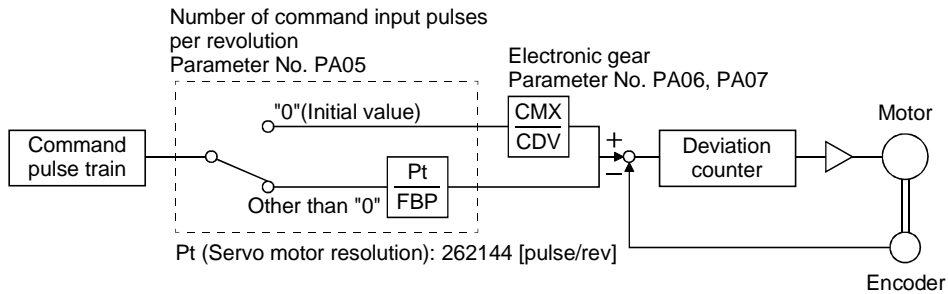 Number of command input pulses
per revolution
Parameter No. PA05
Electronic gear
Parameter No. PA06, PA07
"0"(Initial value)
CMX
CDV
Motor
Command
pulse train
+
−
Deviation
counter
Pt
FBP
Other than "0"
Pt (Servo motor resolution): 262144 [pulse/rev]
Encoder